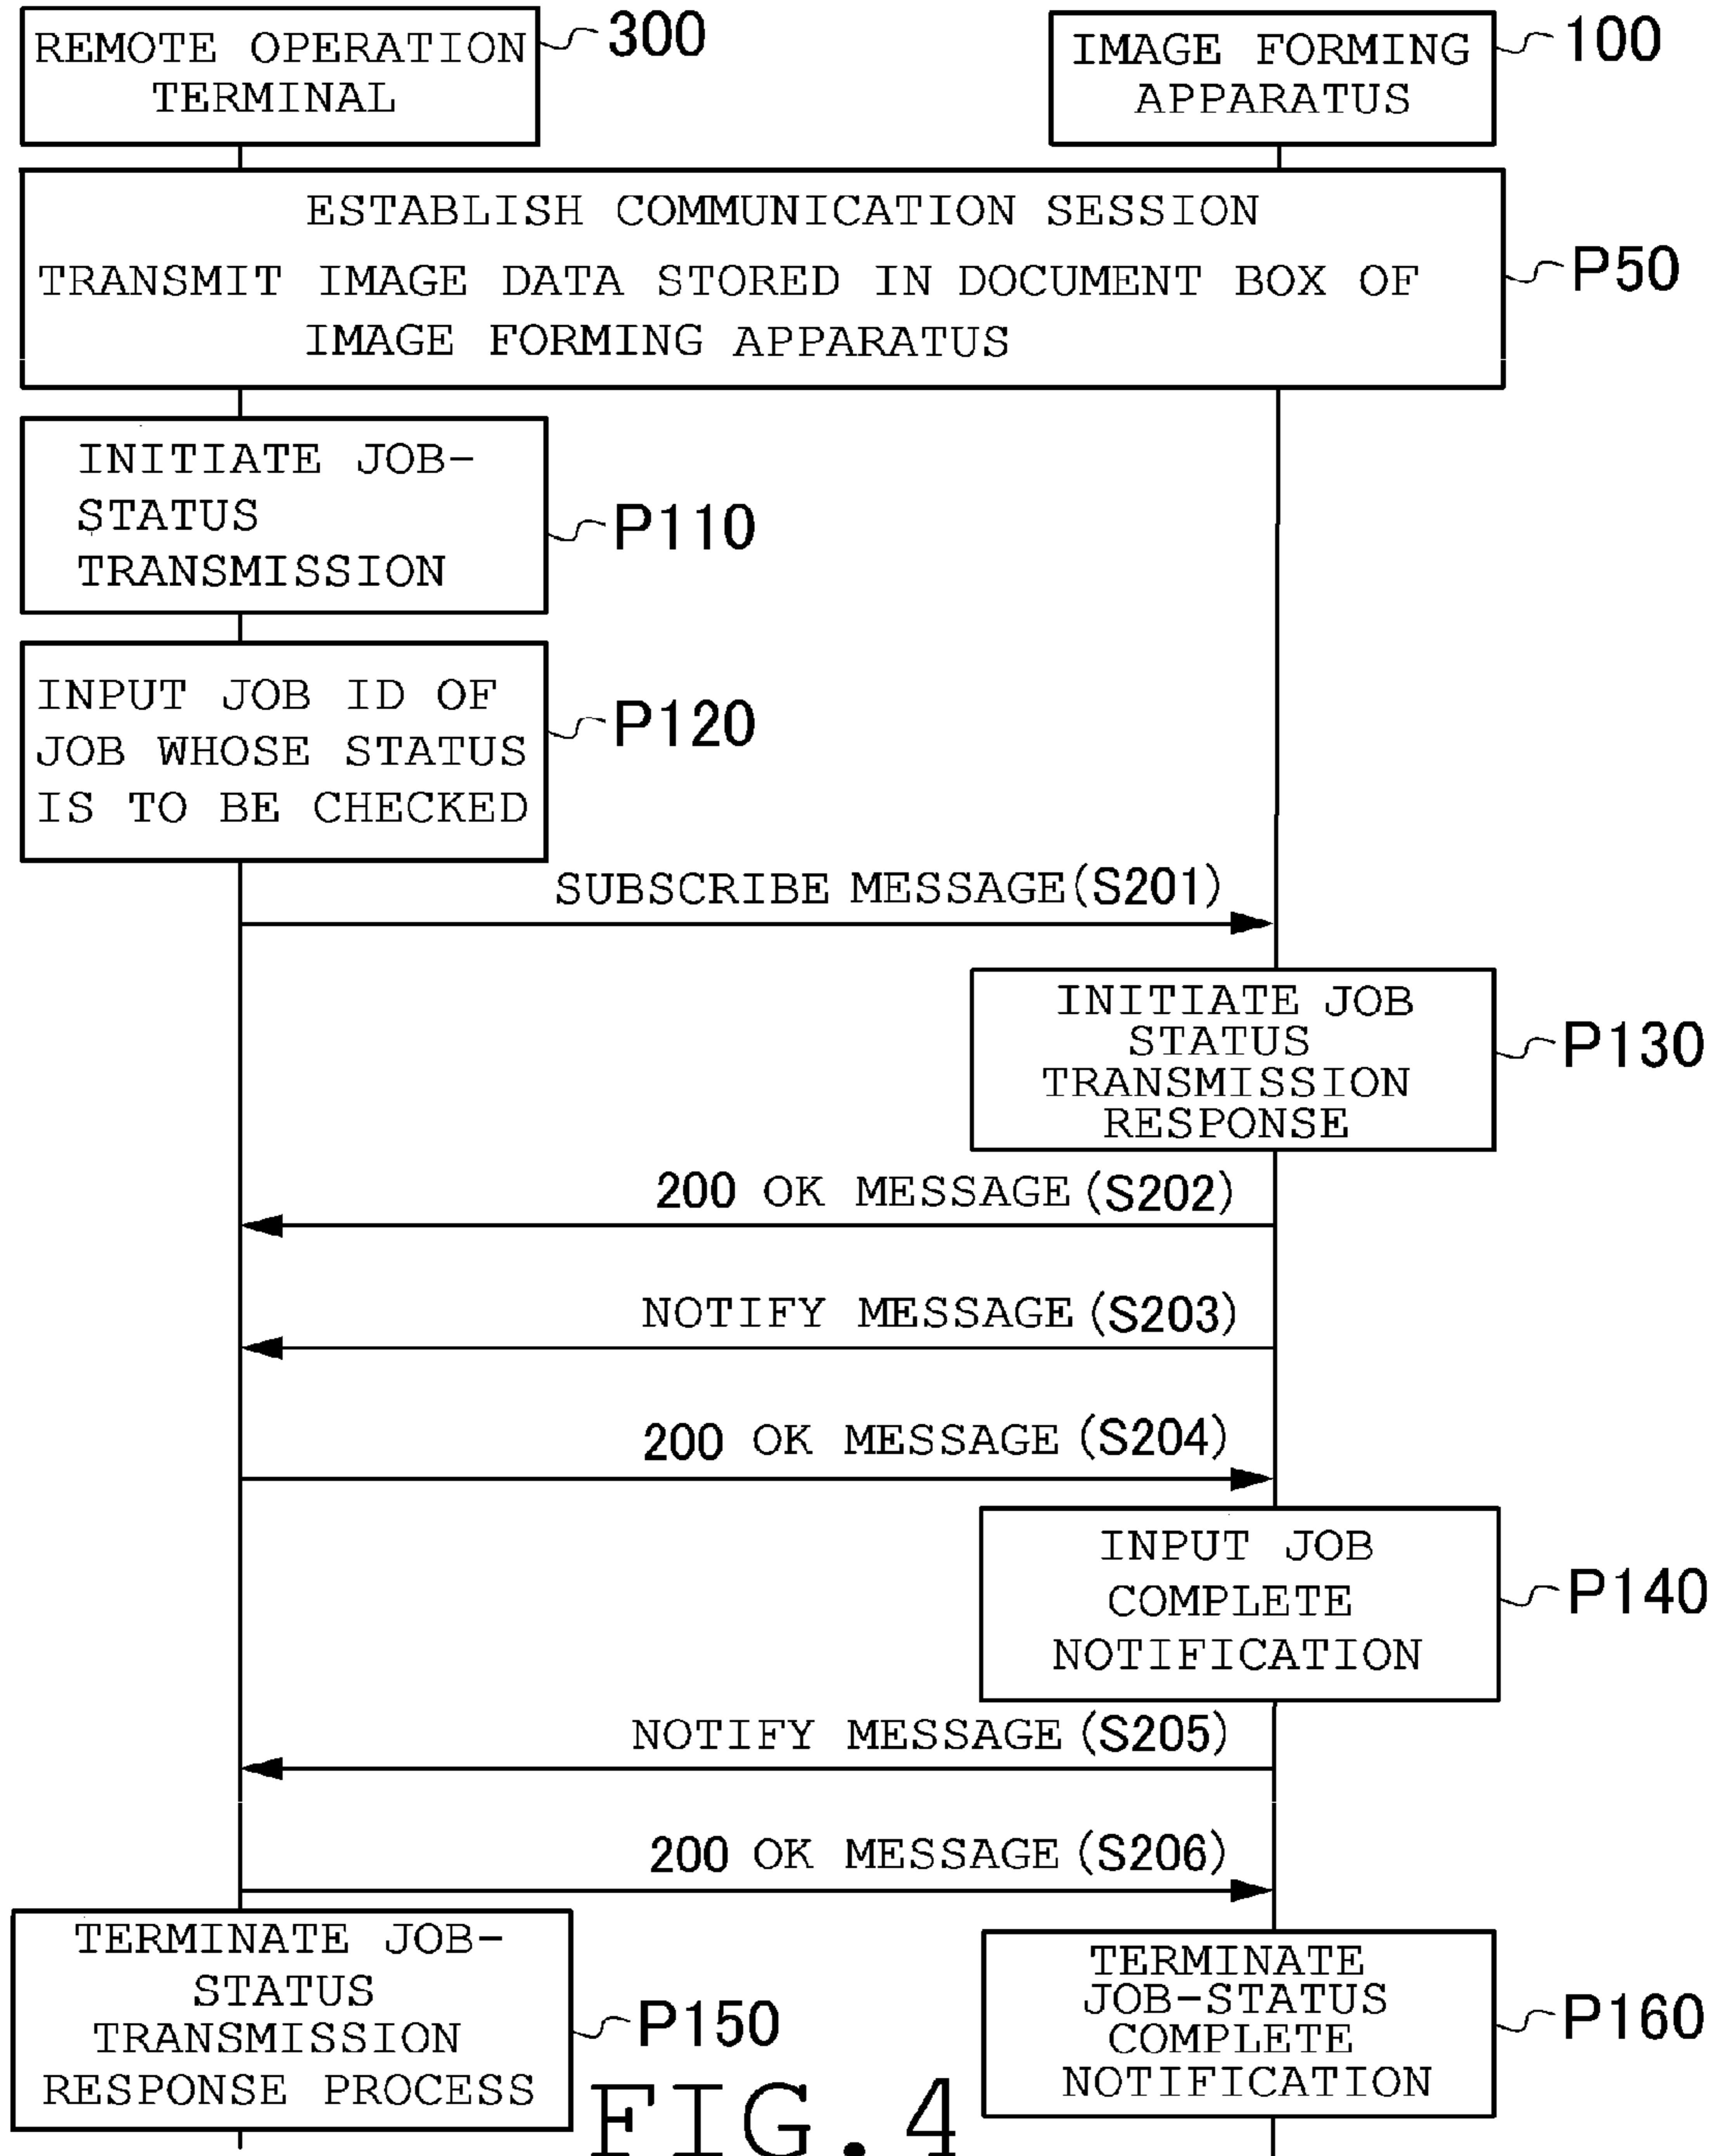 REMOTE OPERATION
TERMINAL
300
IMAGE FORMING
APPARATUS
100
ESTABLISH COMMUNICATION SESSION
TRANSMIT IMAGE DATA STORED IN DOCUMENT BOX OF
IMAGE FORMING APPARATUS
P50
INITIATE JOB-
STATUS
TRANSMISSION
P110
INPUT JOB ID OF
JOB WHOSE STATUS
IS TO BE CHECKED
P120
SUBSCRIBE MESSAGE(S201)
INITIATE JOB
STATUS
TRANSMISSION
RESPONSE
P130
200 OK MESSAGE (S202)
NOTIFY MESSAGE (S203)
200 OK MESSAGE (S204)
INPUT JOB
COMPLETE
NOTIFICATION
P140
NOTIFY MESSAGE (S205)
200 OK MESSAGE (S206)
TERMINATE JOB-
STATUS
TRANSMISSION
RESPONSE PROCESS
P150
TERMINATE
JOB-STATUS
COMPLETE
NOTIFICATION
P160
FIG. 4